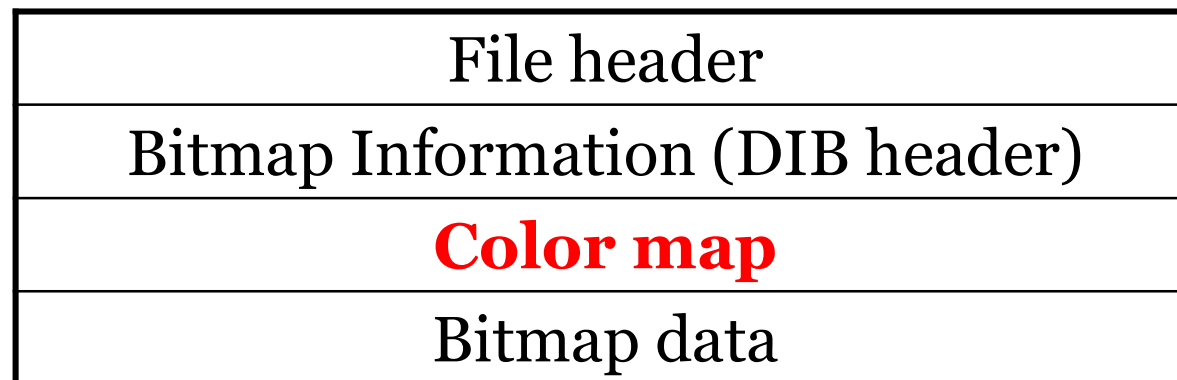 File header
Bitmap Information (DIB header)
Color map
Bitmap data